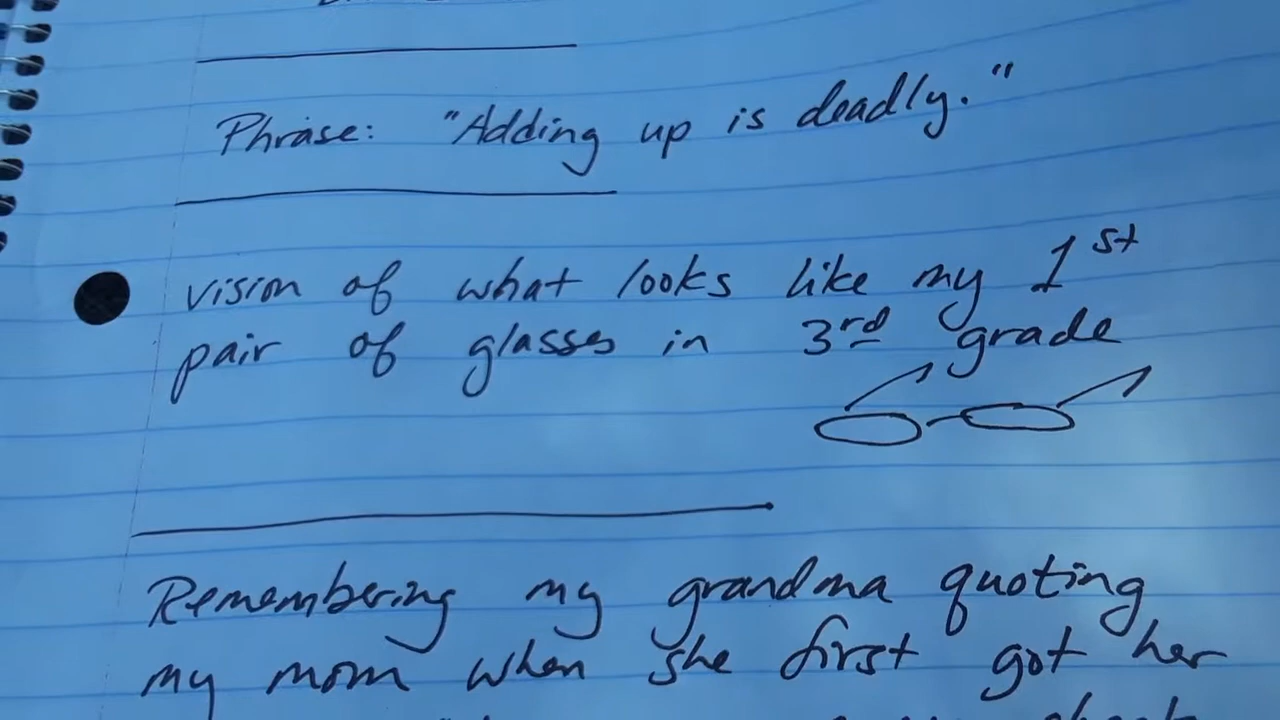 Phrase: "Adding up is deadly."
vision of what looks like my 1st
pair of glasses in 3rd grade
Remembering my grandma quoting
my mom when she first got her